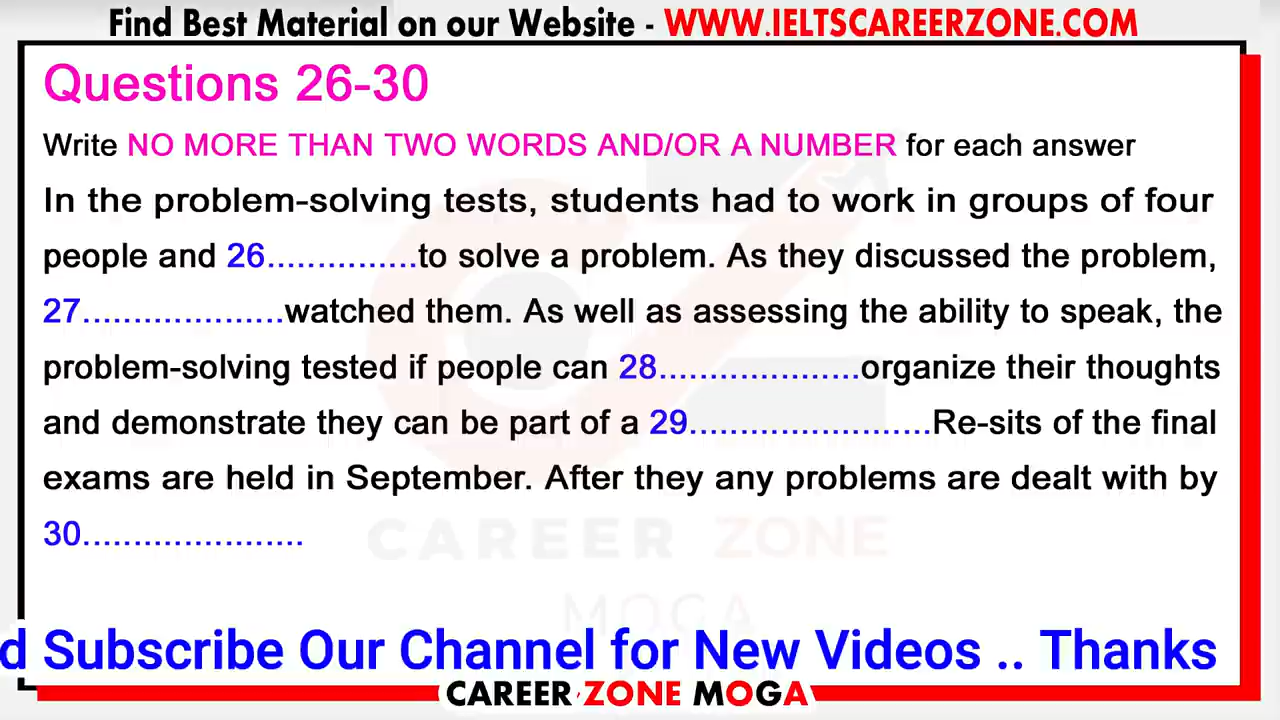 Find Best Material on our Website - WWW.IELTSCAREERZONE.COM
Questions 26-30
Write NO MORE THAN TWO WORDS AND/OR A NUMBER for each answer
In the problem-solving tests, students had to work in groups of four
people and 26...............to solve a problem. As they discussed the problem,
27....................watched them. As well as assessing the ability to speak, the
problem-solving tested if people can 28....................organize their thoughts
and demonstrate they can be part of a 29........................Re-sits of the final
exams are held in September. After they any problems are dealt with by
30......................
CAREER ZONE
MOGA
d Subscribe Our Channel for New Videos .. Thanks
CAREER ZONE MOGA